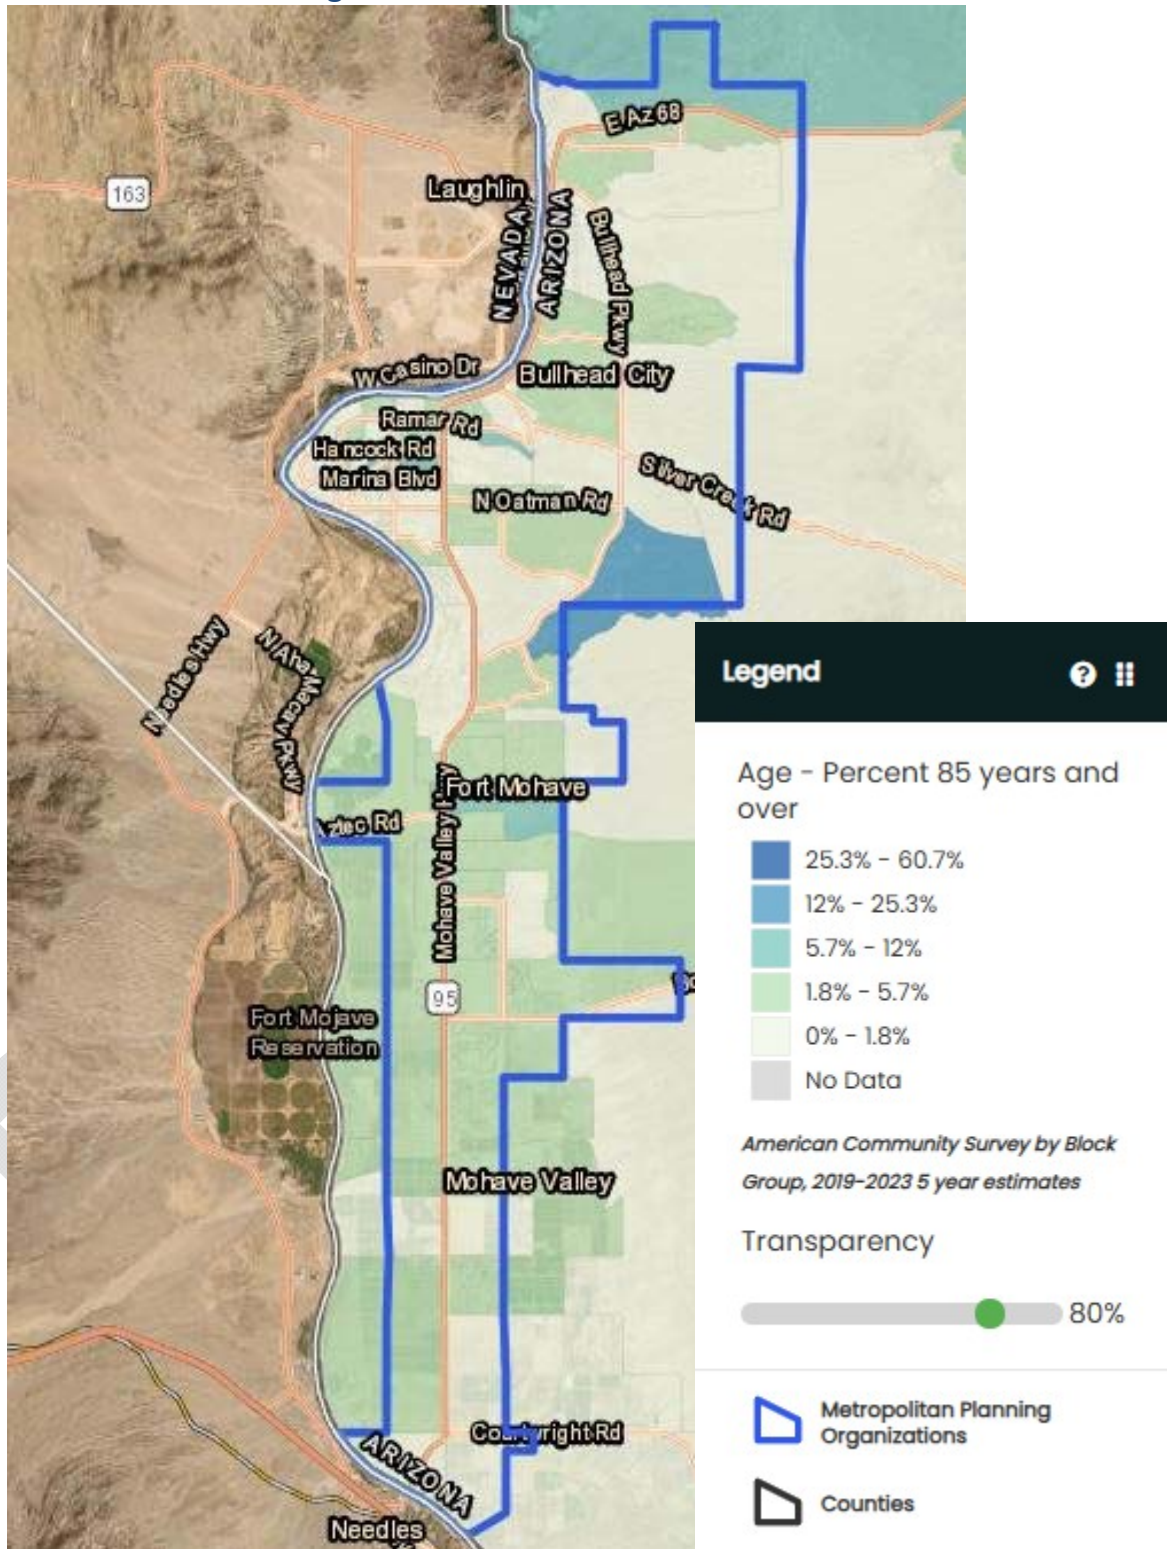 E Az 68
163
Laughlin
NEVADA
ARIZONA
Bullhead Pkwy
W Casino Dr
Bullhead City
Ramar Rd
Hancock Rd
Marina Blvd
Silver Creek Rd
N Oatman Rd
Needles Hwy
N Aha Macav Pkwy
Fort Mohave
Aztec Rd
Mohave Valley Hwy
95
Fort Mojave
Reservation
Mohave Valley
Courtwright Rd
ARIZONA
Needles
Legend
?
Age - Percent 85 years and
over
25.3% - 60.7%
12% - 25.3%
5.7% - 12%
1.8% - 5.7%
0% - 1.8%
No Data
American Community Survey by Block
Group, 2019-2023 5 year estimates
Transparency
80%
Metropolitan Planning
Organizations
Counties